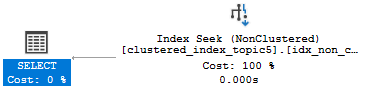 Index Seek (NonClustered)
[clustered_index_topic5].[idx_non_c…
SELECT
Cost: 0 %
Cost: 100 %
0.000s